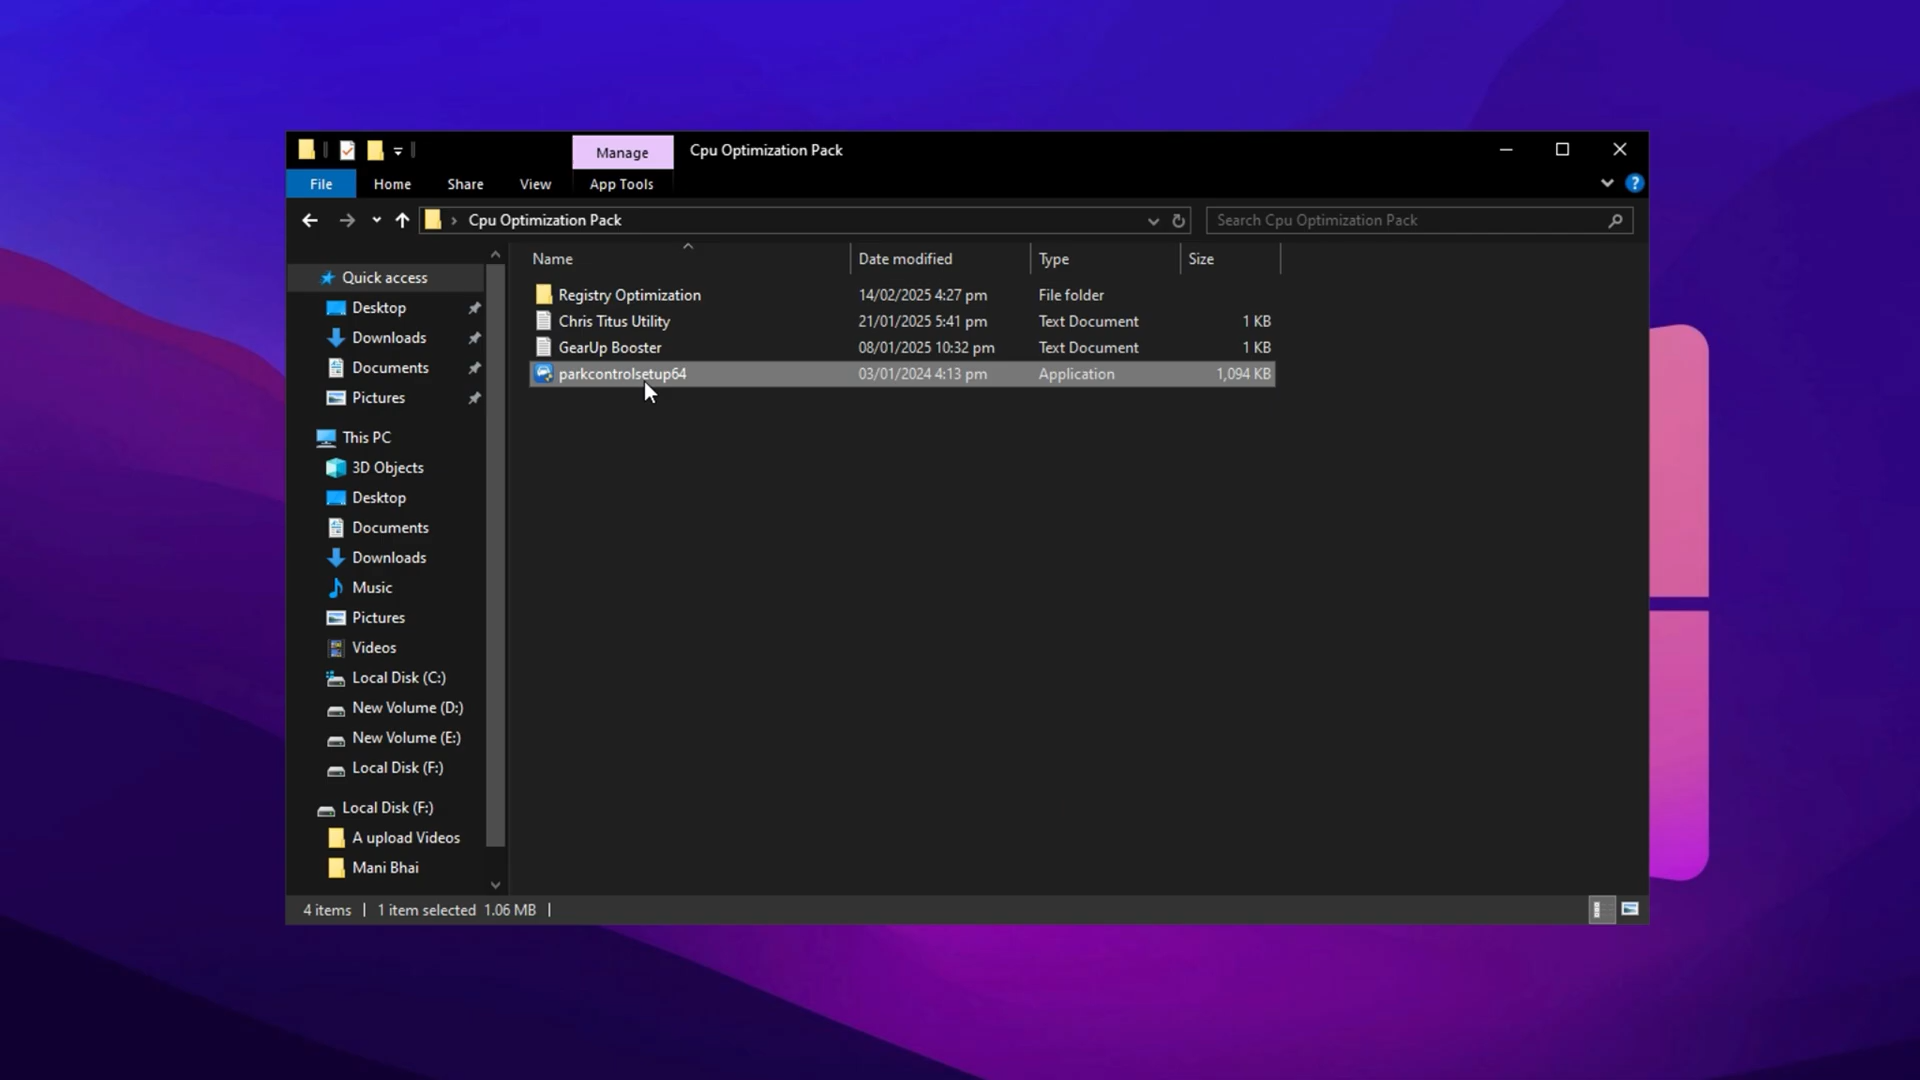 Manage
Cpu Optimization Pack
File
Home
Share
View
App Tools
?
Cpu Optimization Pack
Search Cpu Optimization Pack
Name
Date modified
Type
Size
Registry Optimization 14/02/2025 4:27 pm File folder
Chris Titus Utility 21/01/2025 5:41 pm Text Document 1 KB
GearUp Booster 08/01/2025 10:32 pm Text Document 1 KB
parkcontrolsetup64 03/01/2024 4:13 pm Application 1,094 KB
Quick access
Desktop
Downloads
Documents
Pictures
This PC
3D Objects
Desktop
Documents
Downloads
Music
Pictures
Videos
Local Disk (C:)
New Volume (D:)
New Volume (E:)
Local Disk (F:)
Local Disk (F:)
A upload Videos
Mani Bhai
4 items
1 item selected 1.06 MB